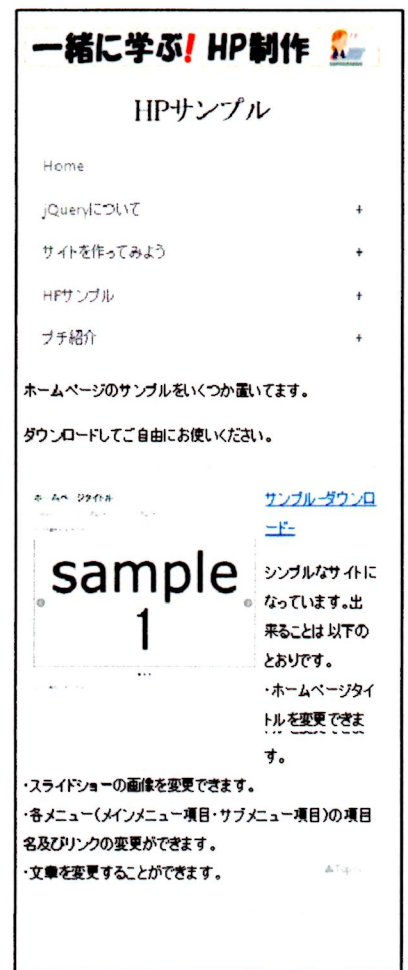 一緒に学ぶ! HP制作
HPサンプル
Home
jQueryについて +
サイトを作ってみよう +
HPサンプル +
プチ紹介 +
ホームページのサンプルをいくつか置いてます。
ダウンロードしてご自由にお使いください。
ホームページタイトル
sample
1
サンプル-ダウンロ
ード-
シンプルなサイトに
なっています。出
来ることは以下の
とおりです。
・ホームページタイ
トルを変更できま
す。
・スライドショーの画像を変更できます。
・各メニュー(メインメニュー項目・サブメニュー項目)の項目
名及びリンクの変更ができます。
・文章を変更することができます。